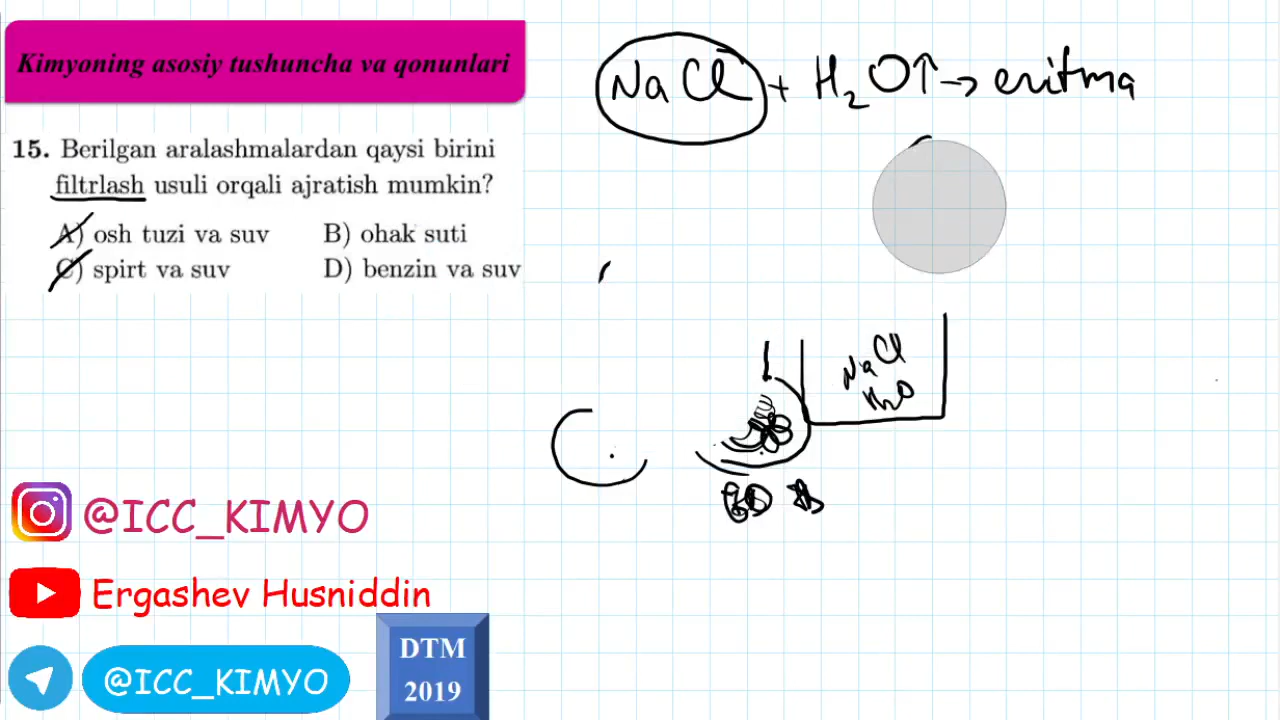 Kimyoning asosiy tushuncha va qonunlari
NaCl + H₂O↑ → eritma
15. Berilgan aralashmalardan qaysi birini
filtrlash usuli orqali ajratish mumkin?
A) osh tuzi va suv B) ohak suti
C) spirt va suv D) benzin va suv
NaCl
H₂O
@ICC_KIMYO
Ergashev Husniddin
@ICC_KIMYO
DTM
2019